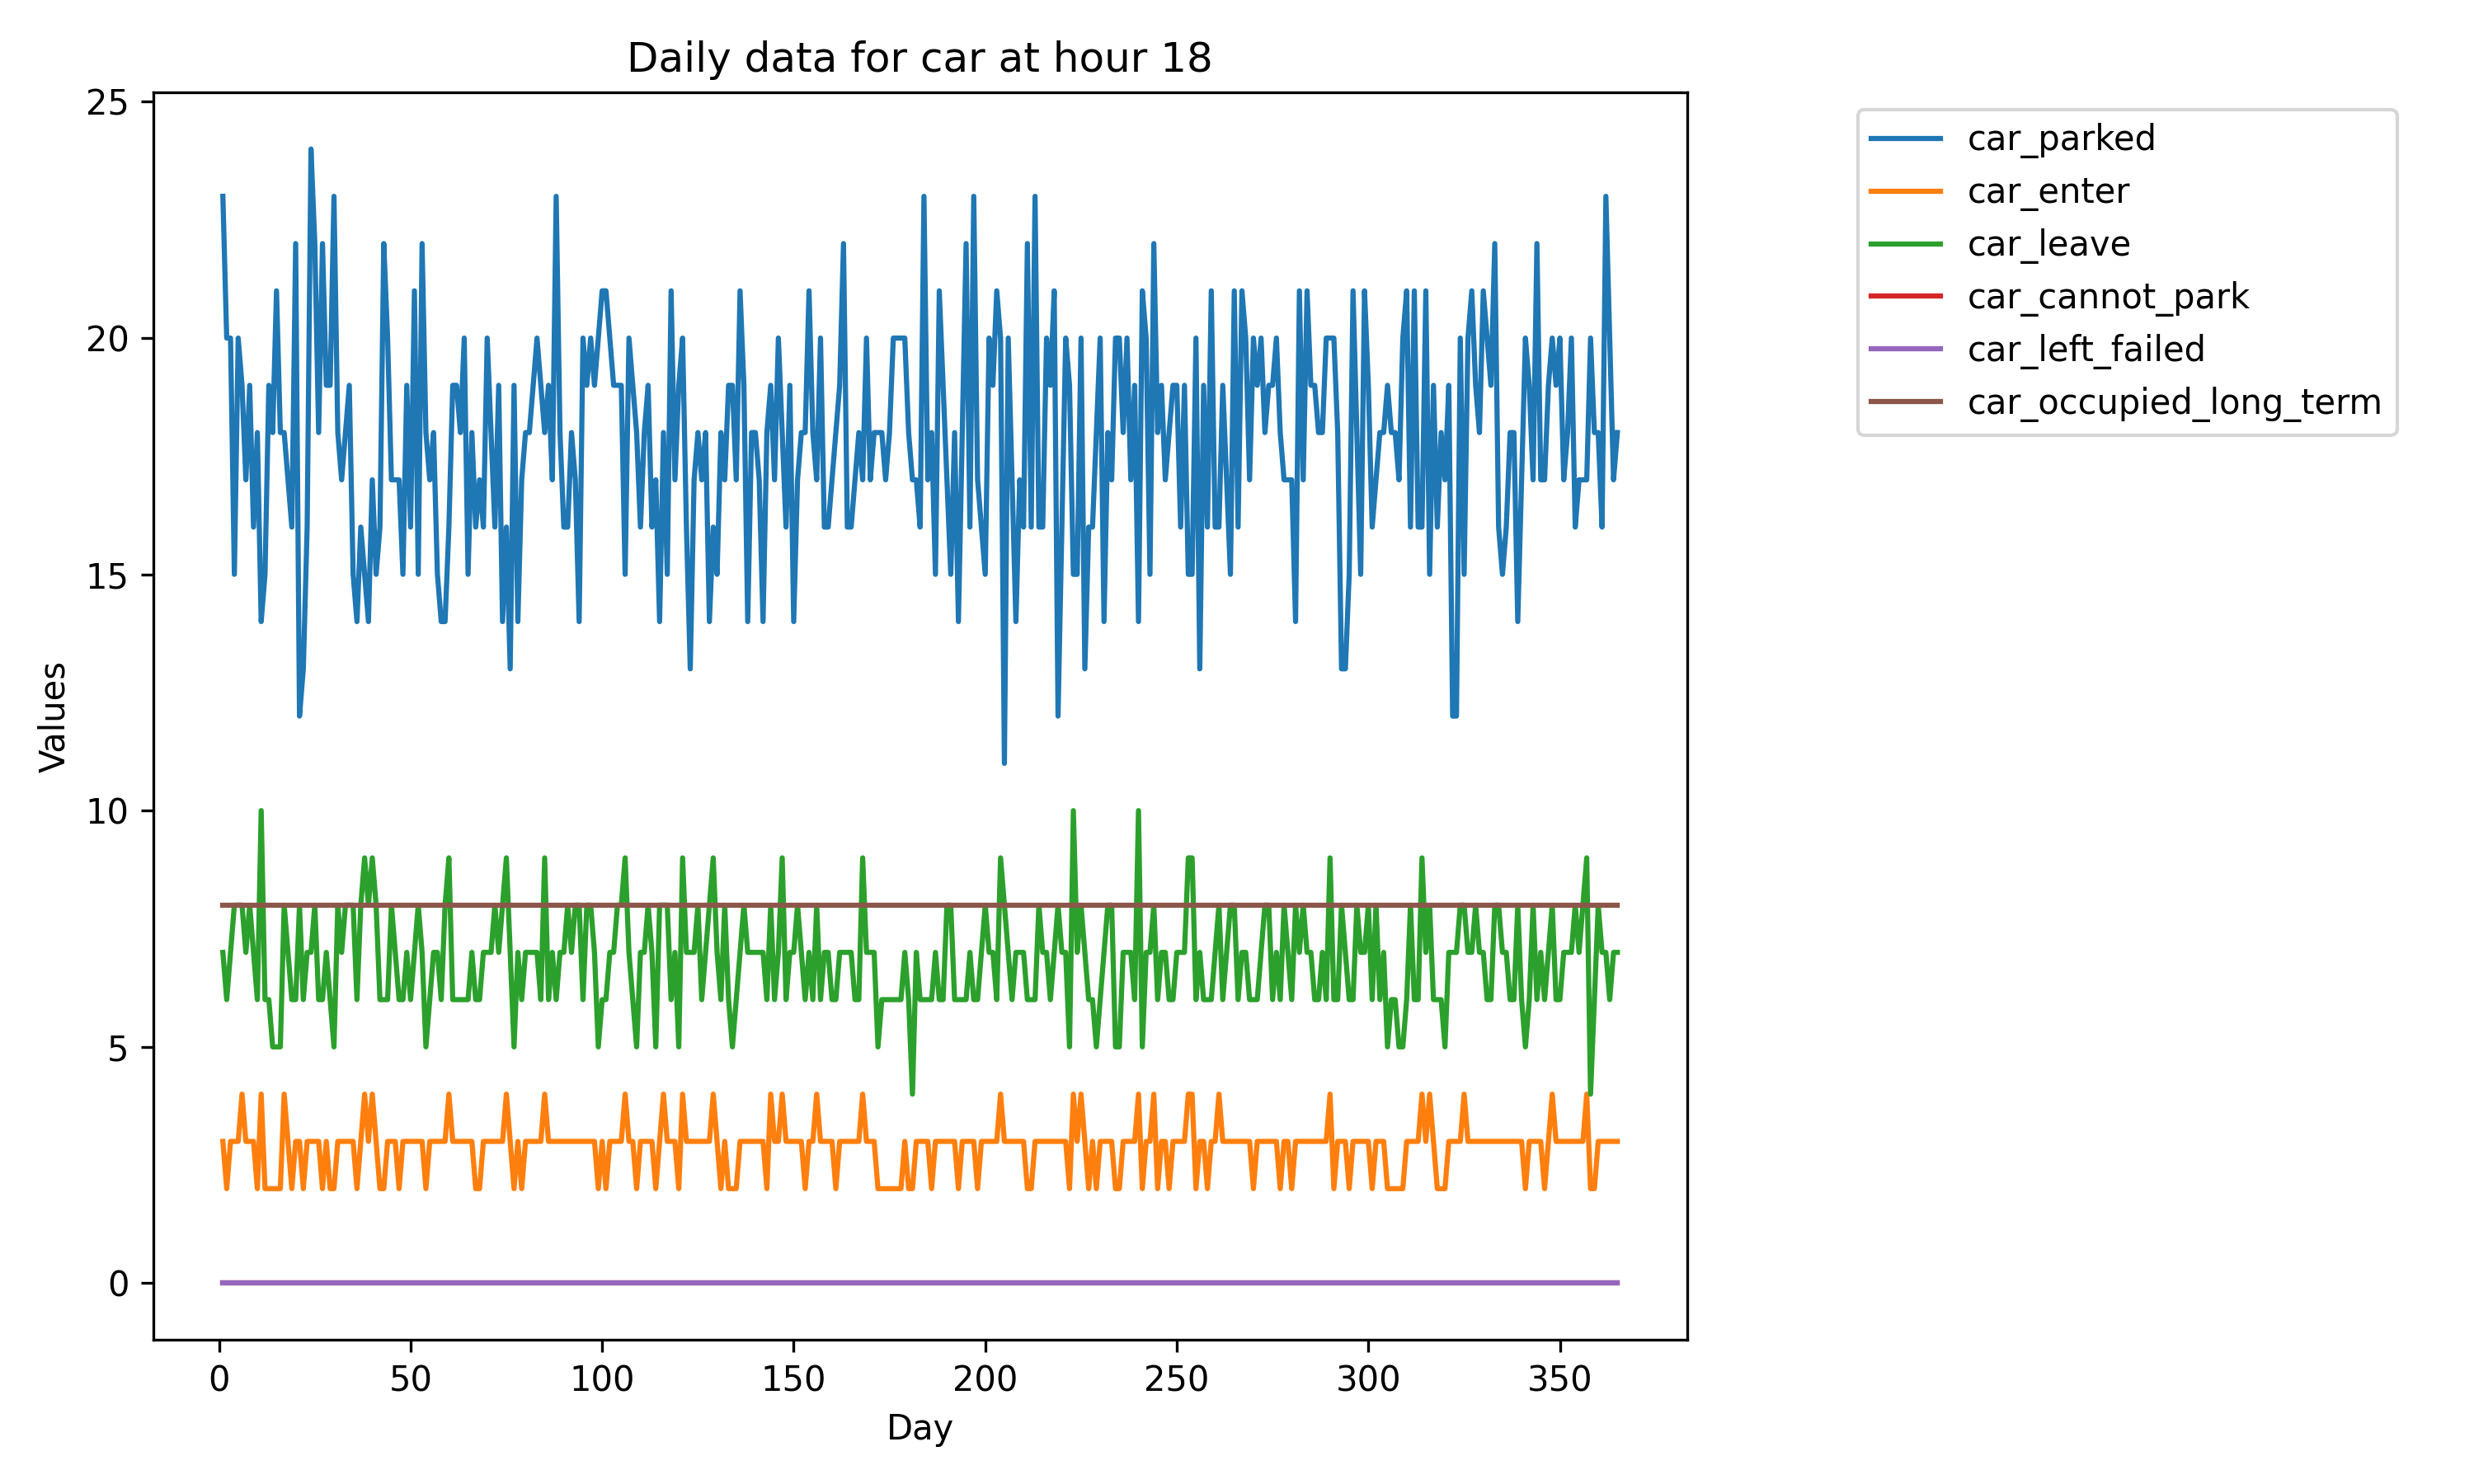 Daily data for car at hour 18
25
20
15
10
5
0
Values
0 50 100 150 200 250 300 350
Day
car_parked
car_enter
car_leave
car_cannot_park
car_left_failed
car_occupied_long_term